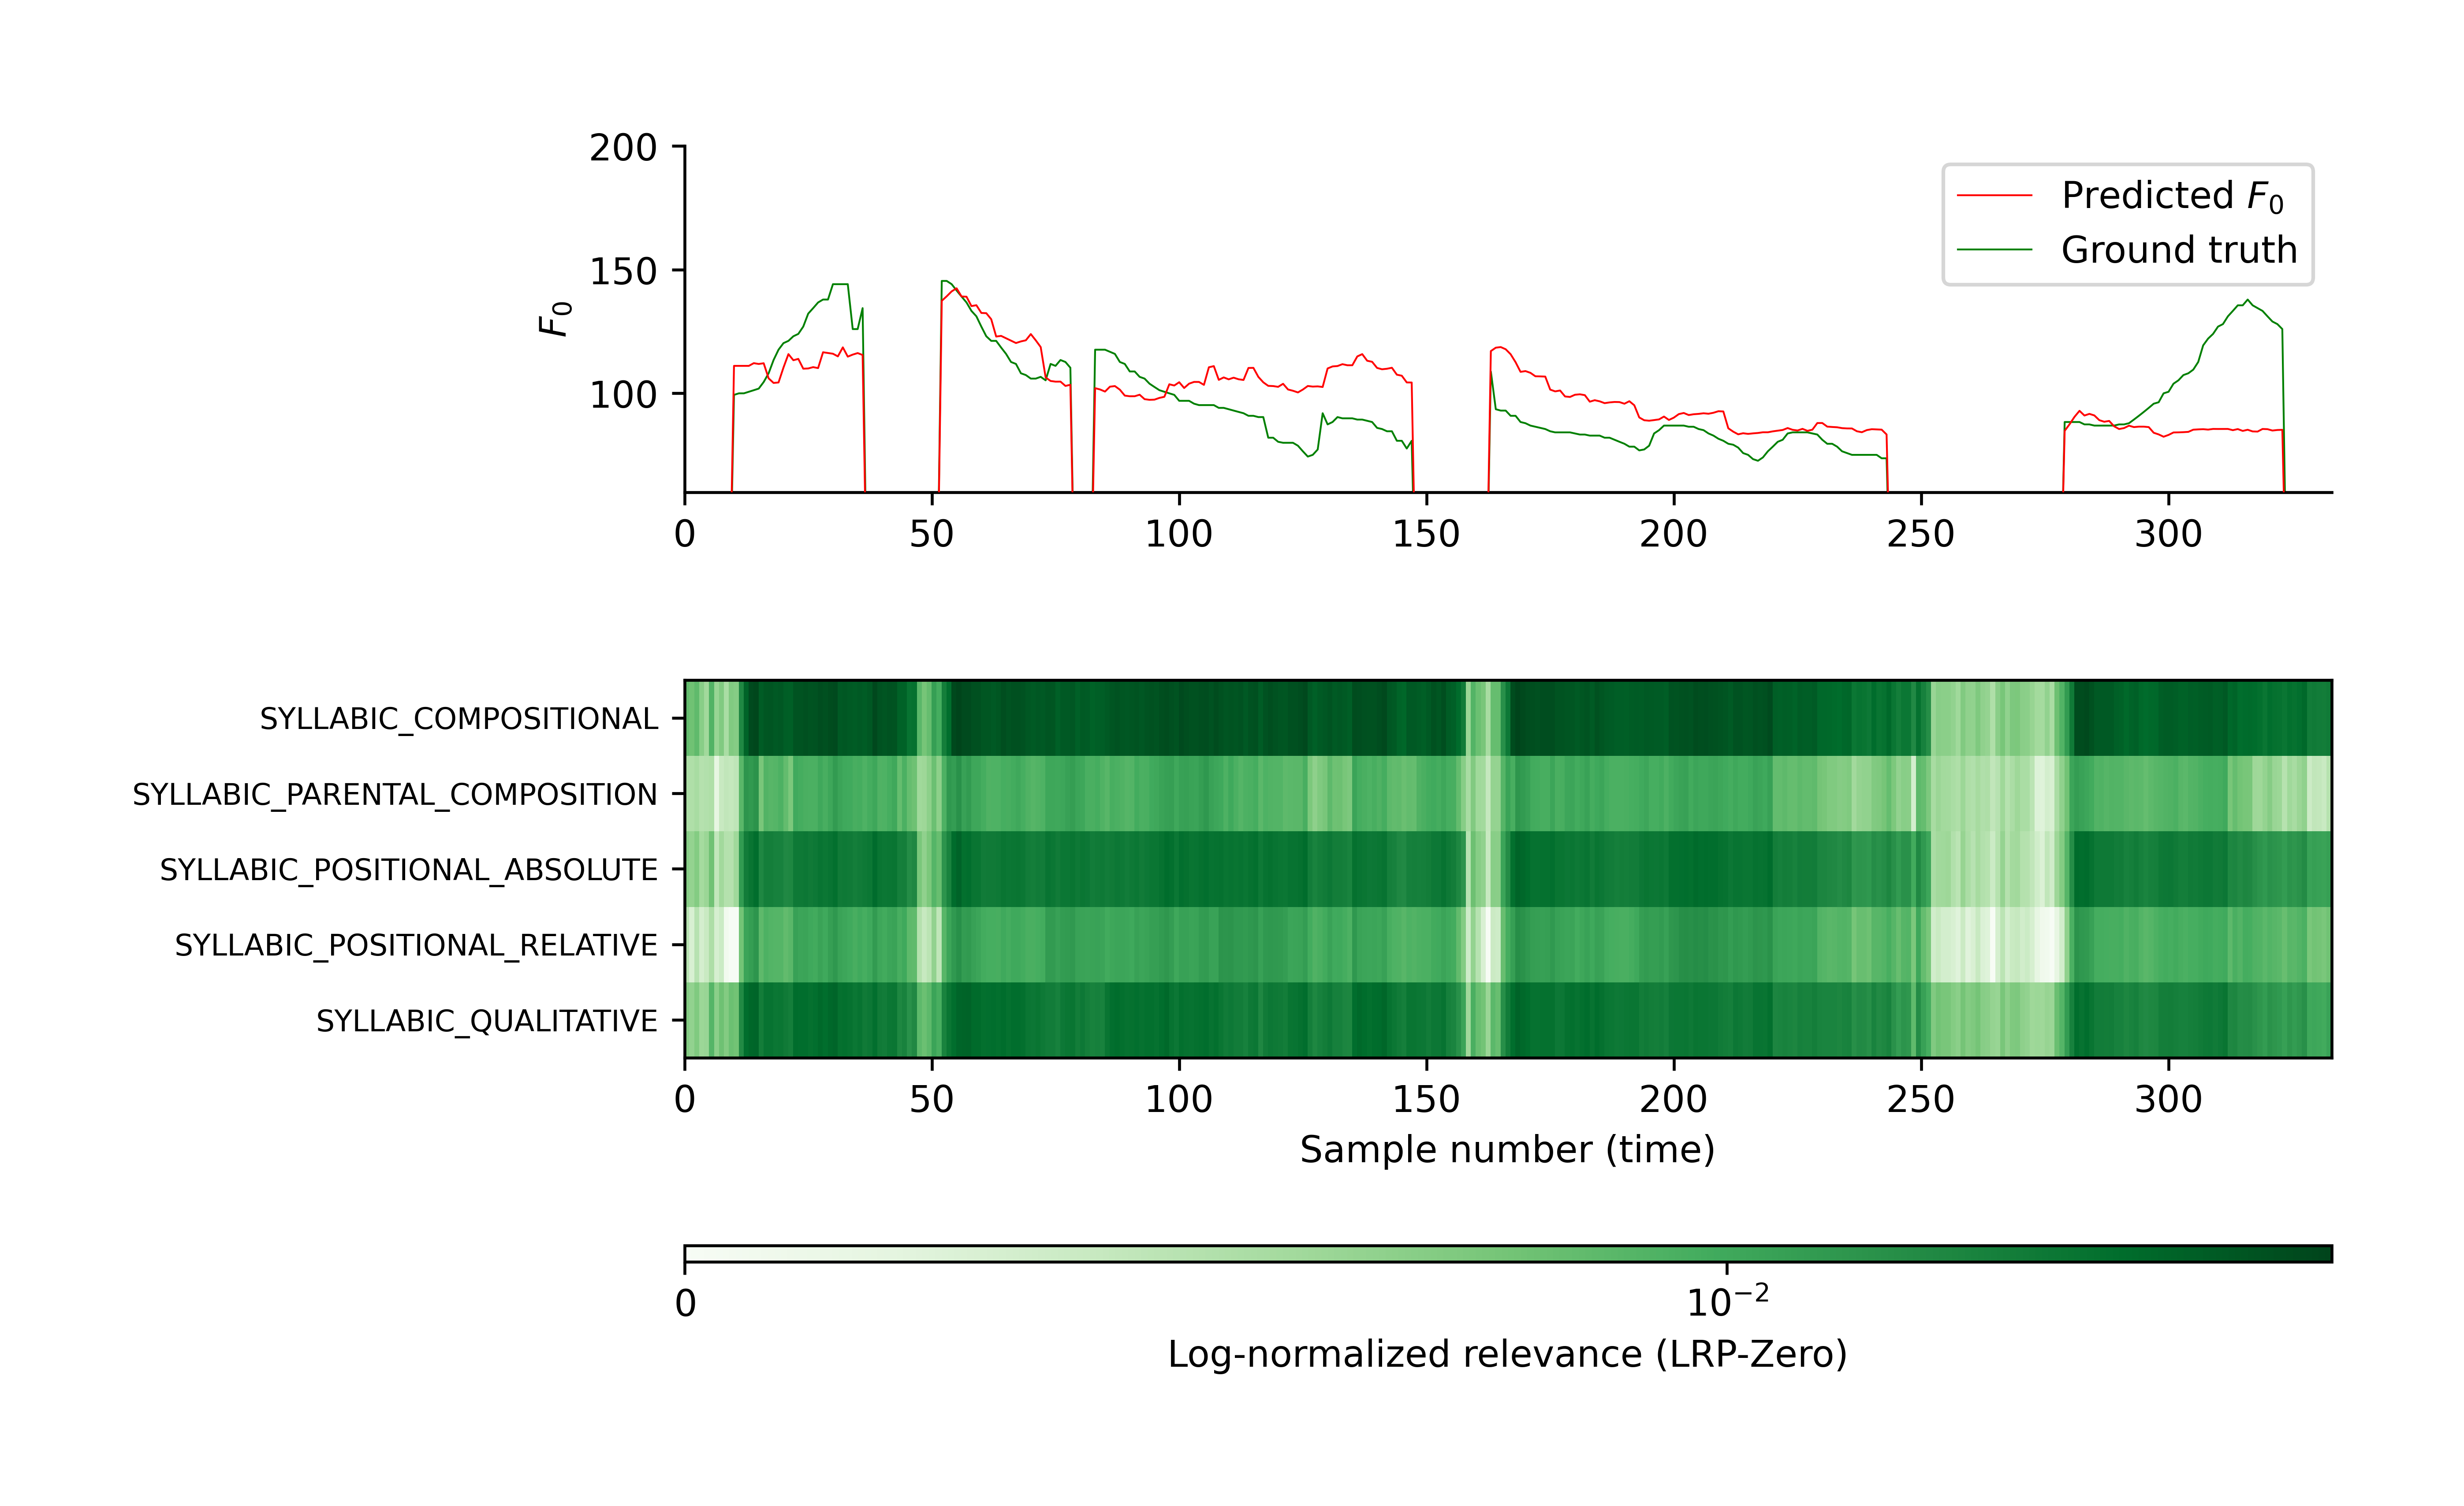 200
150
100
F₀
Predicted F₀
Ground truth
0 50 100 150 200 250 300
SYLLABIC_COMPOSITIONAL
SYLLABIC_PARENTAL_COMPOSITION
SYLLABIC_POSITIONAL_ABSOLUTE
SYLLABIC_POSITIONAL_RELATIVE
SYLLABIC_QUALITATIVE
0 50 100 150 200 250 300
Sample number (time)
0 10⁻²
Log-normalized relevance (LRP-Zero)